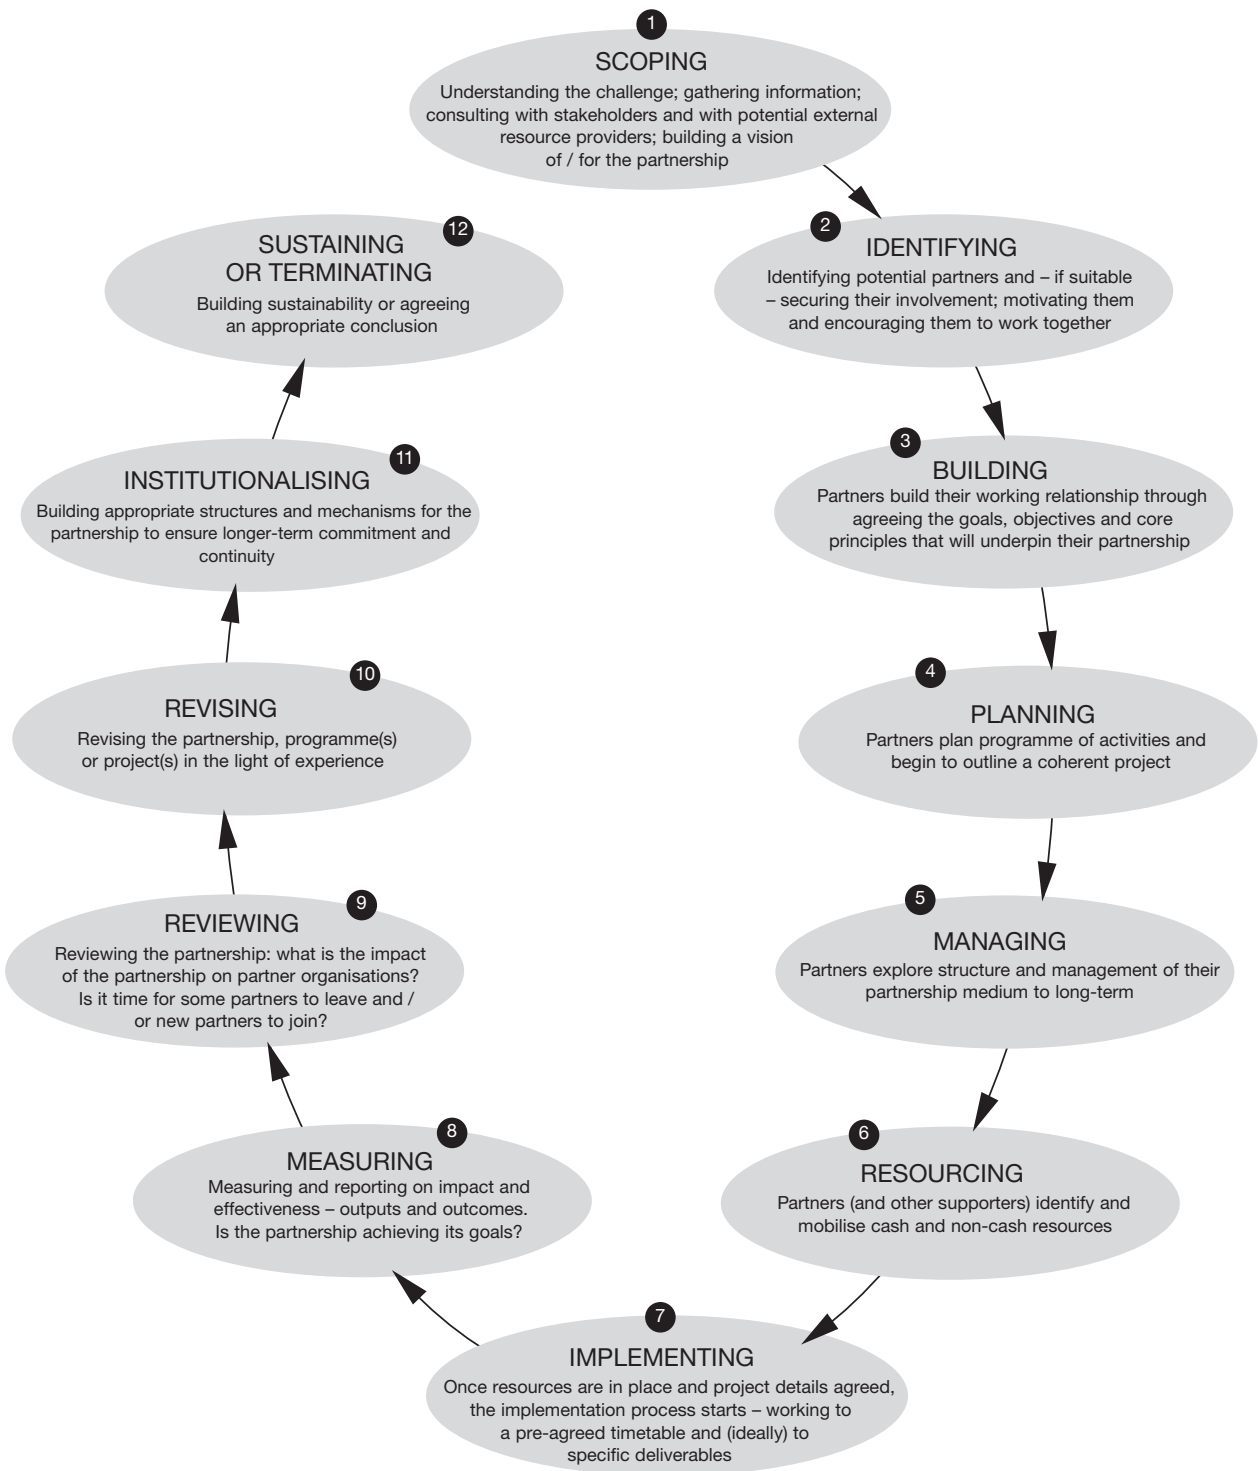 1
SCOPING
Understanding the challenge; gathering information;
consulting with stakeholders and with potential external
resource providers; building a vision
of / for the partnership
2
IDENTIFYING
Identifying potential partners and – if suitable
– securing their involvement; motivating them
and encouraging them to work together
3
BUILDING
Partners build their working relationship through
agreeing the goals, objectives and core
principles that will underpin their partnership
4
PLANNING
Partners plan programme of activities and
begin to outline a coherent project
5
MANAGING
Partners explore structure and management of their
partnership medium to long-term
6
RESOURCING
Partners (and other supporters) identify and
mobilise cash and non-cash resources
7
IMPLEMENTING
Once resources are in place and project details agreed,
the implementation process starts – working to
a pre-agreed timetable and (ideally) to
specific deliverables
8
MEASURING
Measuring and reporting on impact and
effectiveness – outputs and outcomes.
Is the partnership achieving its goals?
9
REVIEWING
Reviewing the partnership: what is the impact
of the partnership on partner organisations?
Is it time for some partners to leave and /
or new partners to join?
10
REVISING
Revising the partnership, programme(s)
or project(s) in the light of experience
11
INSTITUTIONALISING
Building appropriate structures and mechanisms for the
partnership to ensure longer-term commitment and
continuity
12
SUSTAINING
OR TERMINATING
Building sustainability or agreeing
an appropriate conclusion